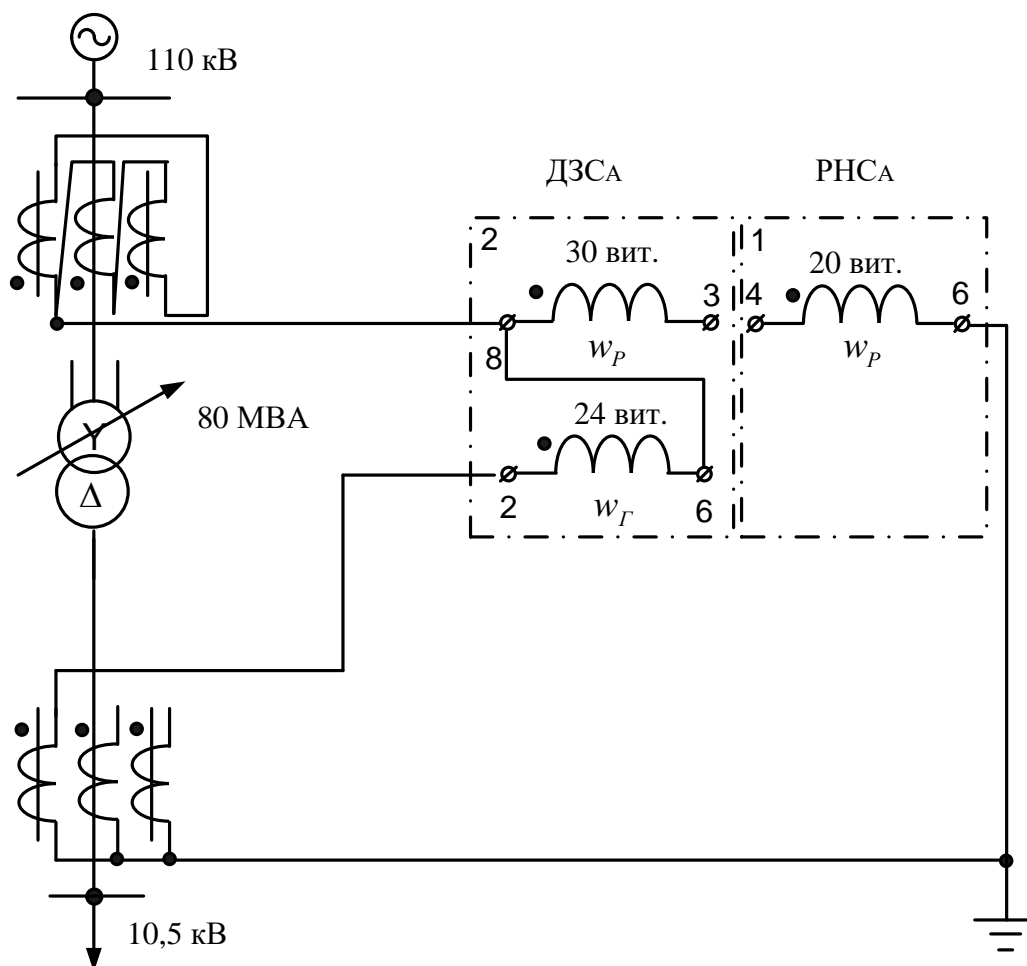 110 кВ
ДЗСА РНСА
2 1
30 вит. 20 вит.
3 4 6
8 wР wР
Y 80 МВА
24 вит.
Δ
2 wГ 6
10,5 кВ